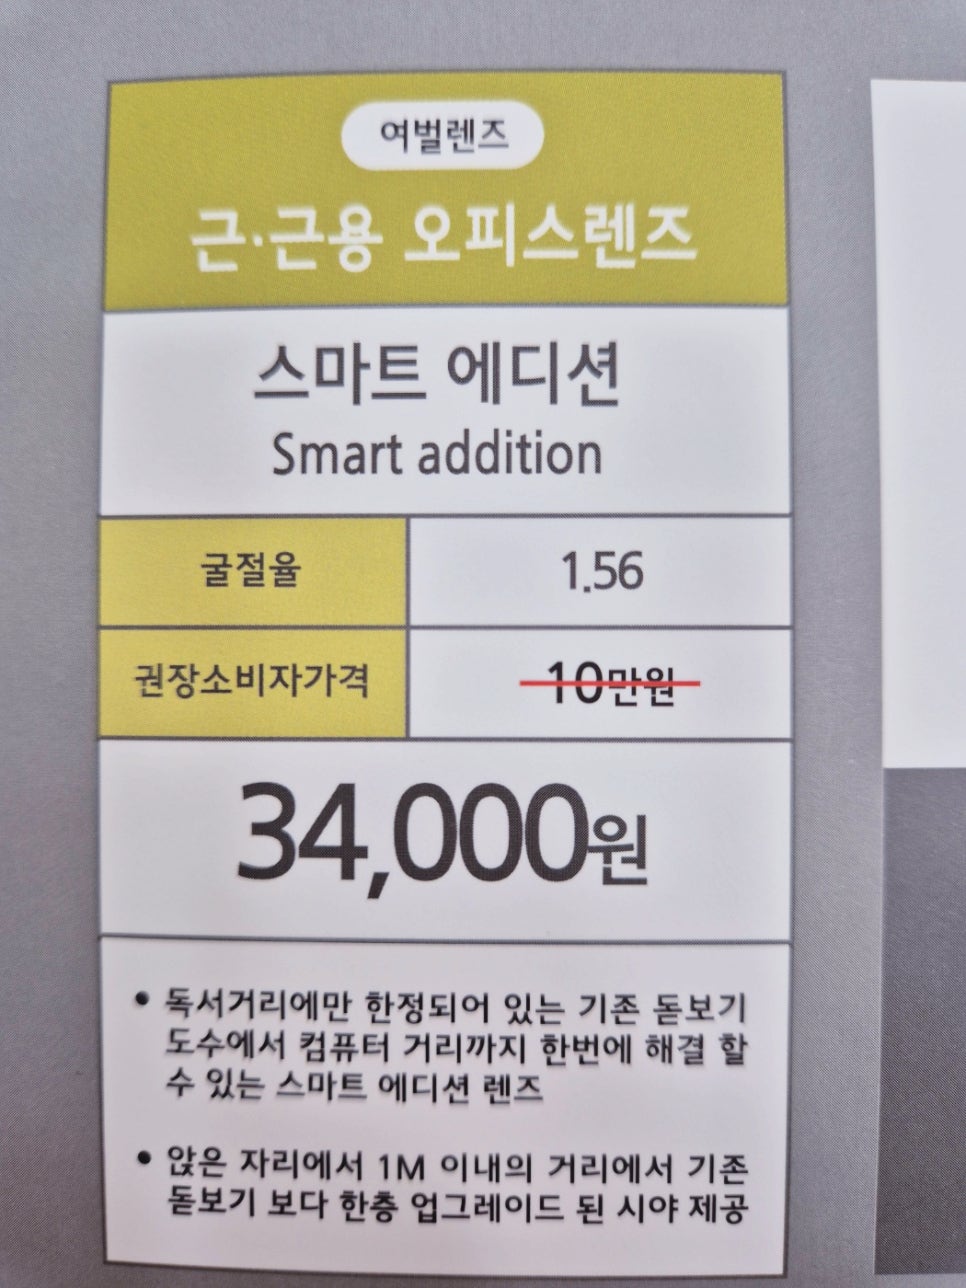 여벌렌즈
근·근용 오피스렌즈
스마트 에디션
Smart addition
굴절율 1.56
권장소비자가격 10만원
34,000원
• 독서거리에만 한정되어 있는 기존 돋보기
도수에서 컴퓨터 거리까지 한번에 해결 할
수 있는 스마트 에디션 렌즈
• 앉은 자리에서 1M 이내의 거리에서 기존
돋보기 보다 한층 업그레이드 된 시야 제공